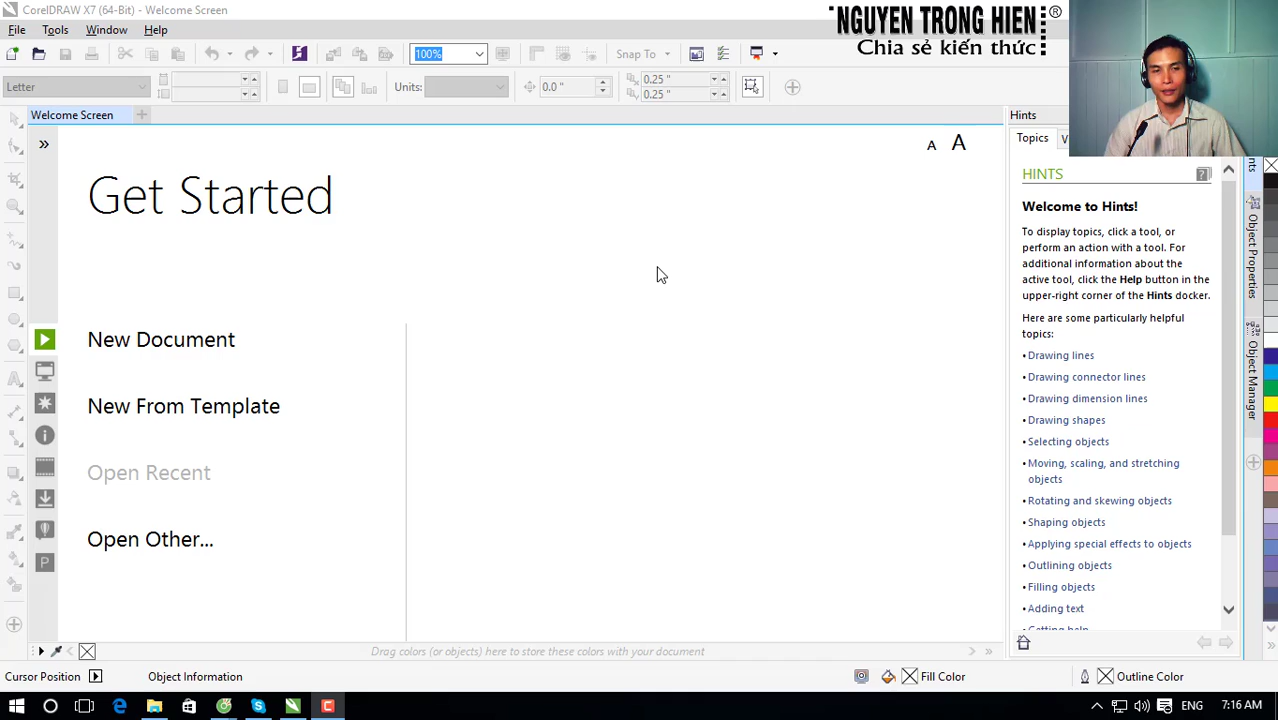 CorelDRAW X7 (64-Bit) - Welcome Screen
NGUYEN TRONG HIEN®
Chia sẻ kiến thức
File Tools Window Help
100%
Snap To
Letter
Units:
0.0 "
0.25 "
0.25 "
Welcome Screen
Hints
Topics V
A A
Get Started
HINTS
Welcome to Hints!
To display topics, click a tool, or
perform an action with a tool. For
additional information about the
active tool, click the Help button in the
upper-right corner of the Hints docker.
Here are some particularly helpful
topics:
• Drawing lines
• Drawing connector lines
• Drawing dimension lines
• Drawing shapes
• Selecting objects
• Moving, scaling, and stretching
objects
• Rotating and skewing objects
• Shaping objects
• Applying special effects to objects
• Outlining objects
• Filling objects
• Adding text
• Getting help
nts
Object Properties
Object Manager
New Document
New From Template
Open Recent
Open Other...
P
Drag colors (or objects) here to store these colors with your document
Cursor Position
Object Information
Fill Color
Outline Color
ENG
7:16 AM